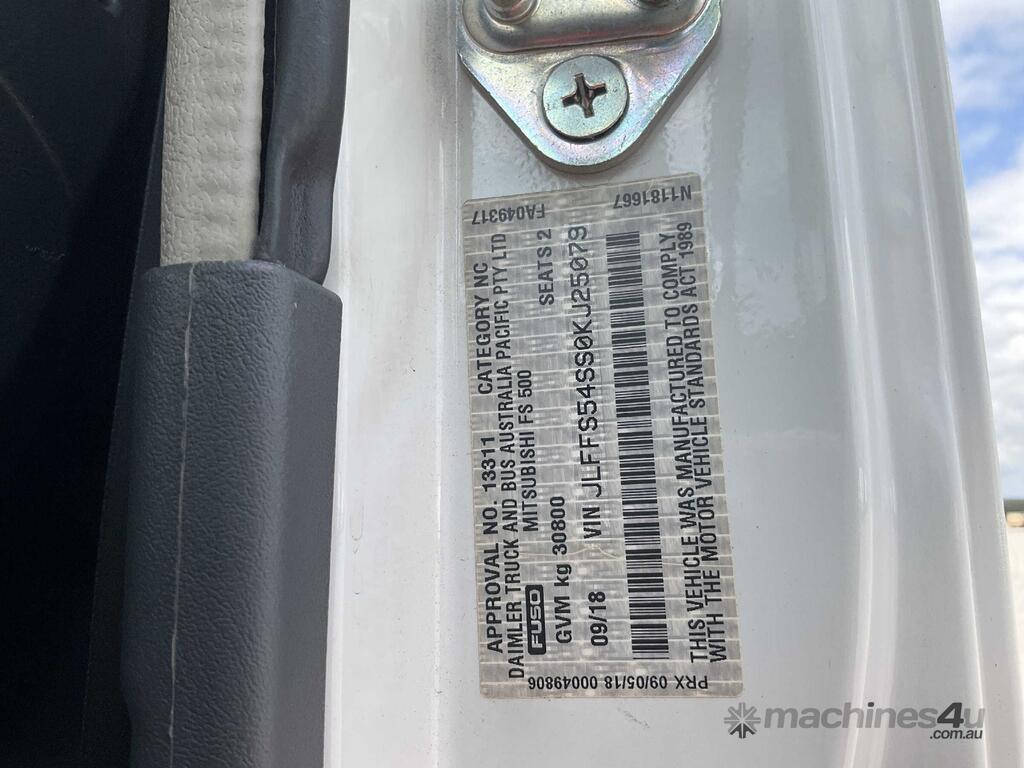 FA049317 N1181667
APPROVAL NO. 13311 CATEGORY NC
DAIMLER TRUCK AND BUS AUSTRALIA PACIFIC PTY LTD
FUSO MITSUBISHI FS 500
GVM kg 30800 SEATS 2
09/18 VIN JLFFS54SS0KJ25079
THIS VEHICLE WAS MANUFACTURED TO COMPLY
WITH THE MOTOR VEHICLE STANDARDS ACT 1989
PRX 09/05/18 00049806
machines4u
.com.au